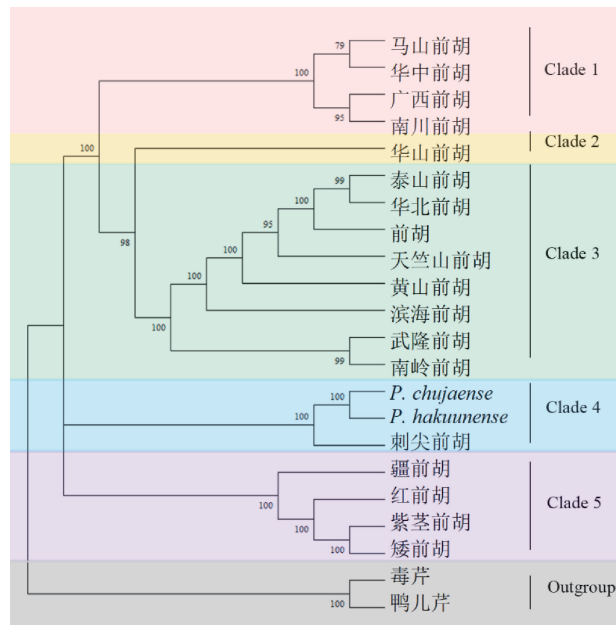 马山前胡
华中前胡
广西前胡
南川前胡
Clade 1
华山前胡
Clade 2
泰山前胡
华北前胡
前胡
天竺山前胡
黄山前胡
滨海前胡
武隆前胡
南岭前胡
Clade 3
P. chujaense
P. hakuunense
刺尖前胡
Clade 4
疆前胡
红前胡
紫茎前胡
矮前胡
Clade 5
毒芹
鸭儿芹
Outgroup
79
100
95
100
98
99
100
95
100
100
100
99
100
100
100
100
100
100